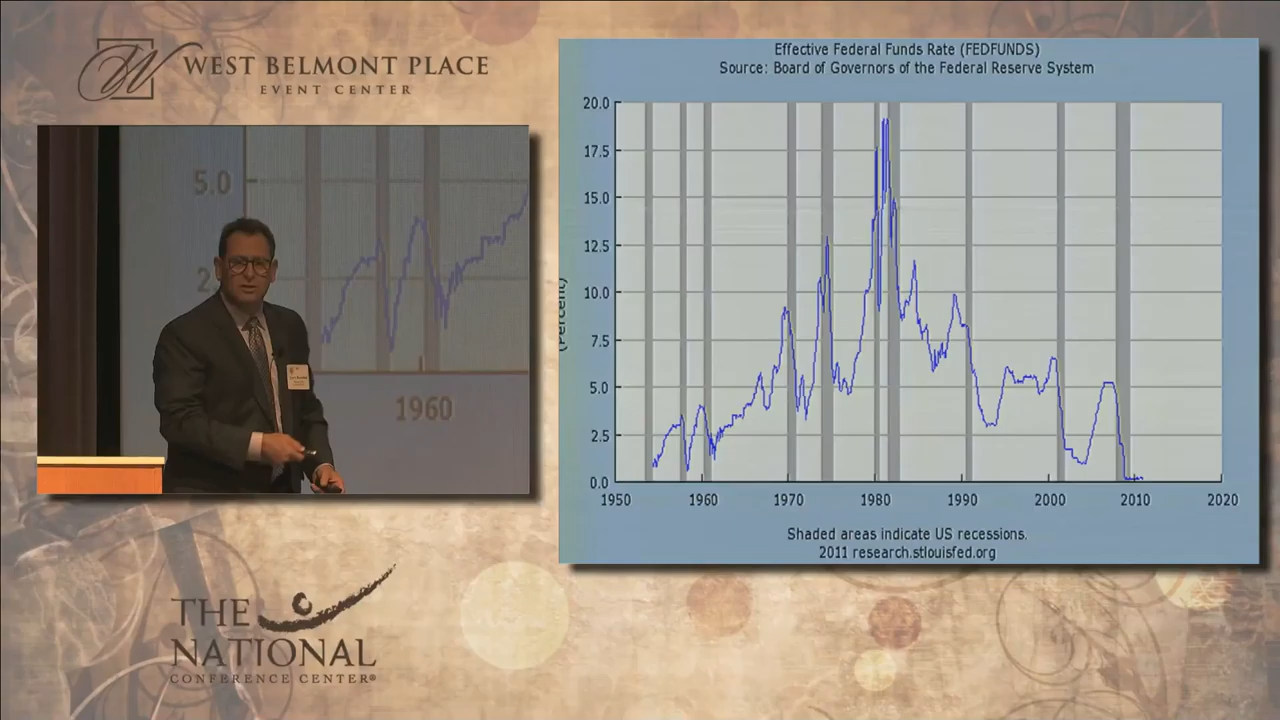 WEST BELMONT PLACE
EVENT CENTER
5.0
2.
1960
THE
NATIONAL
CONFERENCE CENTER®
Effective Federal Funds Rate (FEDFUNDS)
Source: Board of Governors of the Federal Reserve System
20.0
17.5
15.0
12.5
10.0
7.5
5.0
2.5
0.0
(Percent)
1950 1960 1970 1980 1990 2000 2010 2020
Shaded areas indicate US recessions.
2011 research.stlouisfed.org